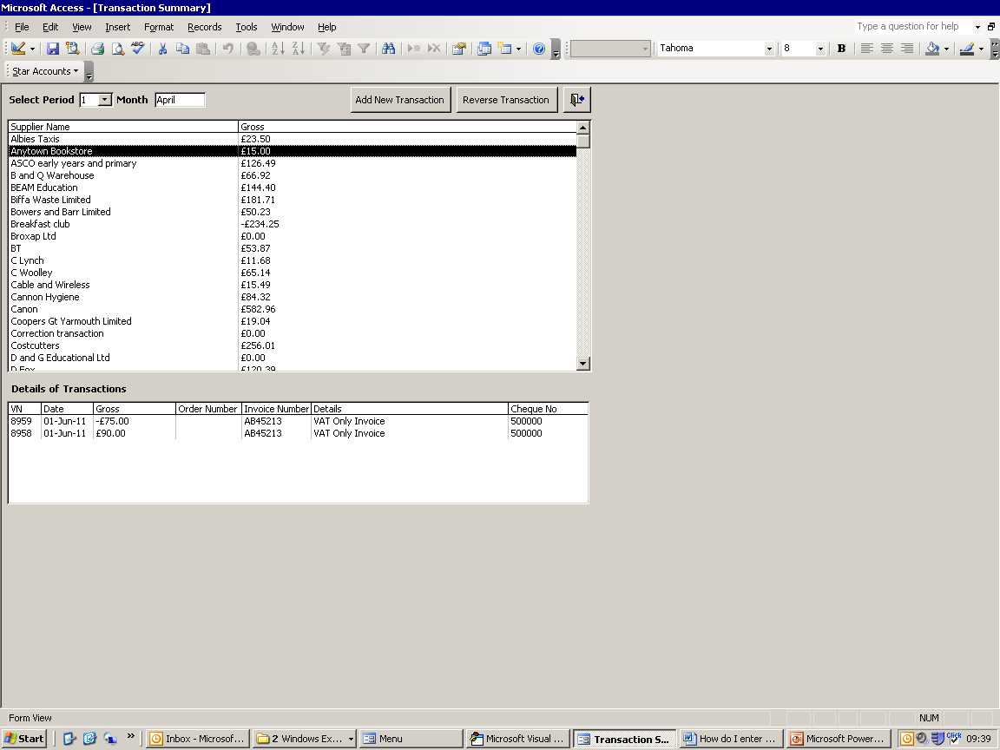 Microsoft Access - [Transaction Summary]
File Edit View Insert Format Records Tools Window Help Type a question for help
ABC Tahoma 8 B
Star Accounts
Select Period 1 Month April Add New Transaction Reverse Transaction
Supplier Name Gross
Albies Taxis £23.50
Anytown Bookstore £15.00
ASCO early years and primary £126.49
B and Q Warehouse £66.92
BEAM Education £144.40
Biffa Waste Limited £181.71
Bowers and Barr Limited £50.23
Breakfast club -£234.25
Broxap Ltd £0.00
BT £53.87
C Lynch £11.68
C Woolley £65.14
Cable and Wireless £15.49
Cannon Hygiene £84.32
Canon £582.96
Coopers Gt Yarmouth Limited £19.04
Correction transaction £0.00
Costcutters £256.01
D and G Educational Ltd £0.00
D Fox £120.39
Details of Transactions
VN Date Gross Order Number Invoice Number Details Cheque No
8959 01-Jun-11 -£75.00 AB45213 VAT Only Invoice 500000
8958 01-Jun-11 £90.00 AB45213 VAT Only Invoice 500000
Form View NUM
Start » Inbox - Microsof... 2 Windows Ex... Menu Microsoft Visual ... Transaction S... How do I enter ... Microsoft Power... Click 09:39